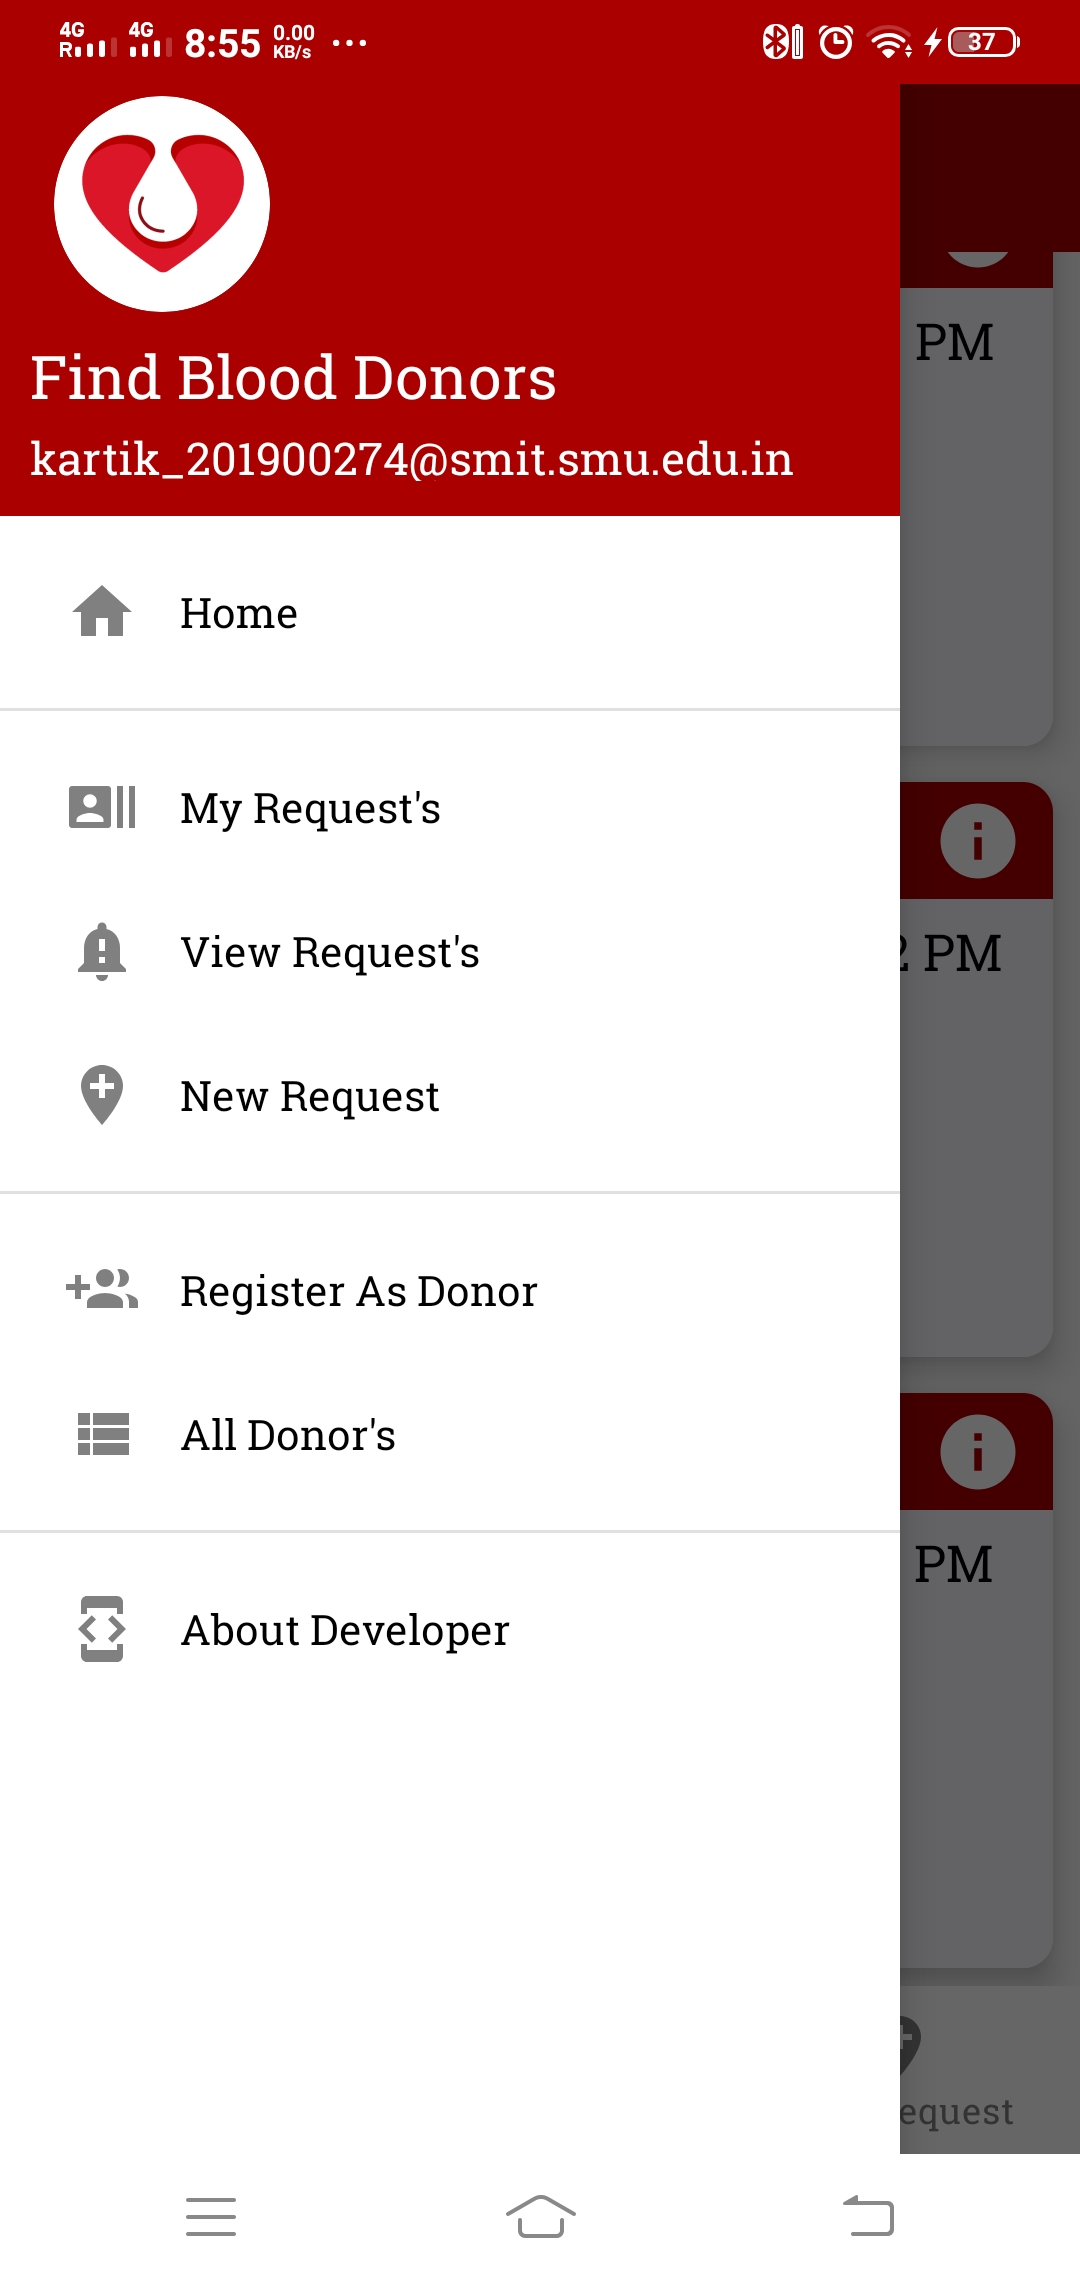 4G 4G 8:55 0.00 ...
R KB/s 37
PM
Find Blood Donors
kartik_201900274@smit.smu.edu.in
Home
My Request's
View Request's
2 PM
New Request
Register As Donor
All Donor's
PM
About Developer
equest